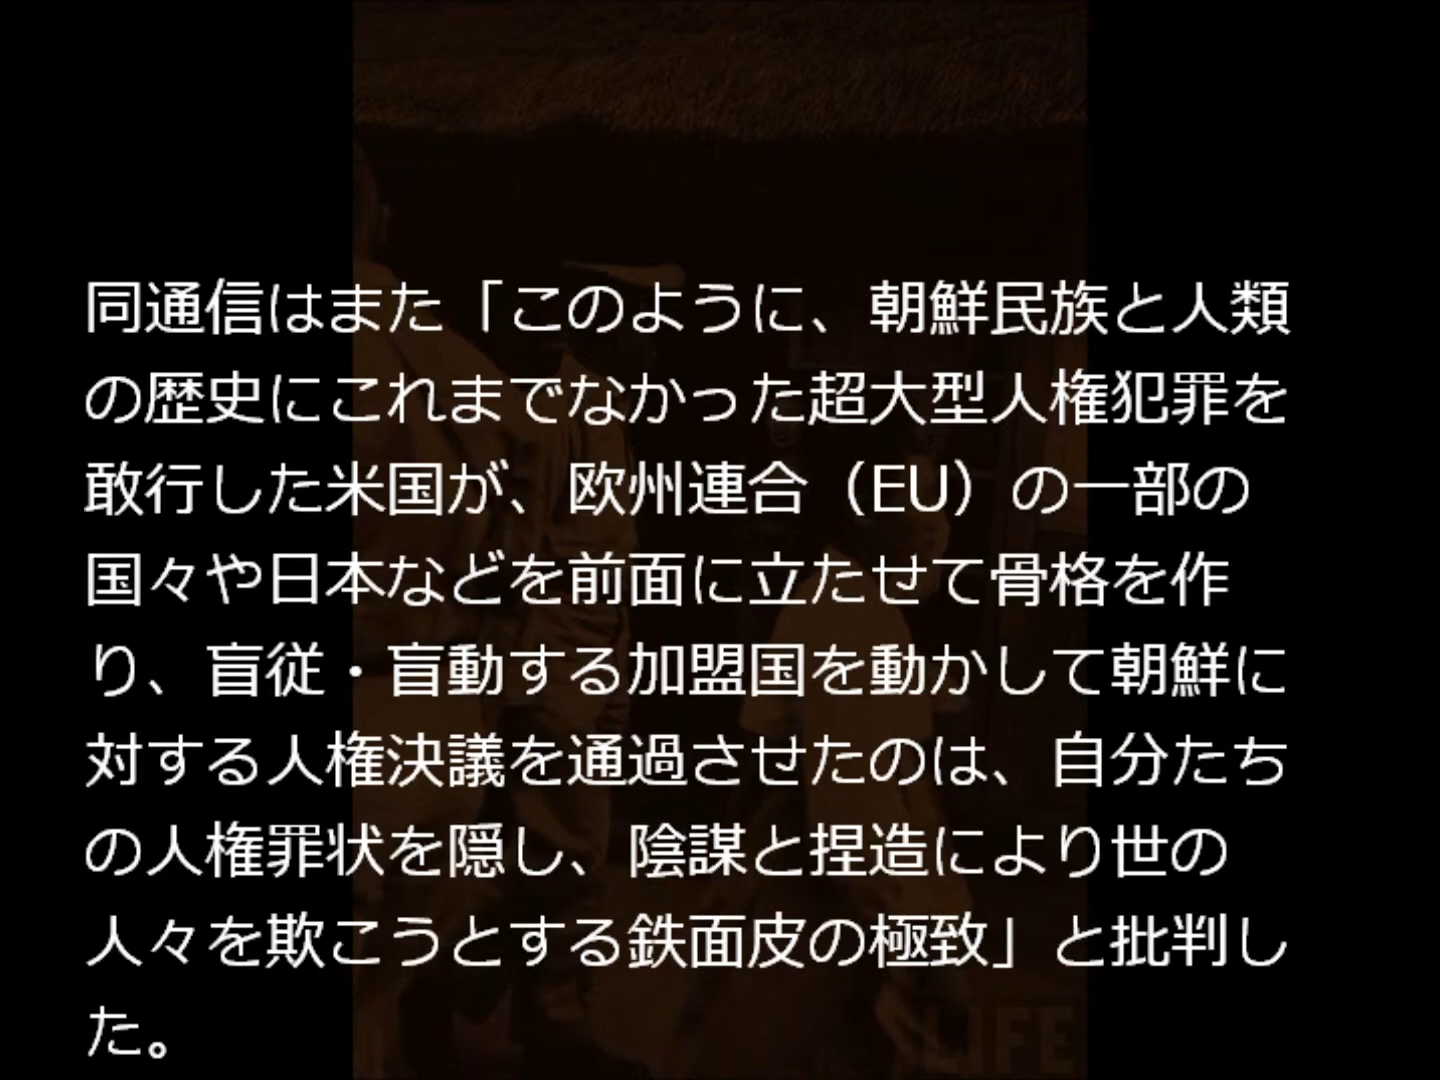 同通信はまた「このように、朝鮮民族と人類
の歴史にこれまでなかった超大型人権犯罪を
敢行した米国が、欧州連合（EU）の一部の
国々や日本などを前面に立たせて骨格を作
り、盲従・盲動する加盟国を動かして朝鮮に
対する人権決議を通過させたのは、自分たち
の人権罪状を隠し、陰謀と捏造により世の
人々を欺こうとする鉄面皮の極致」と批判し
た。
LIFE